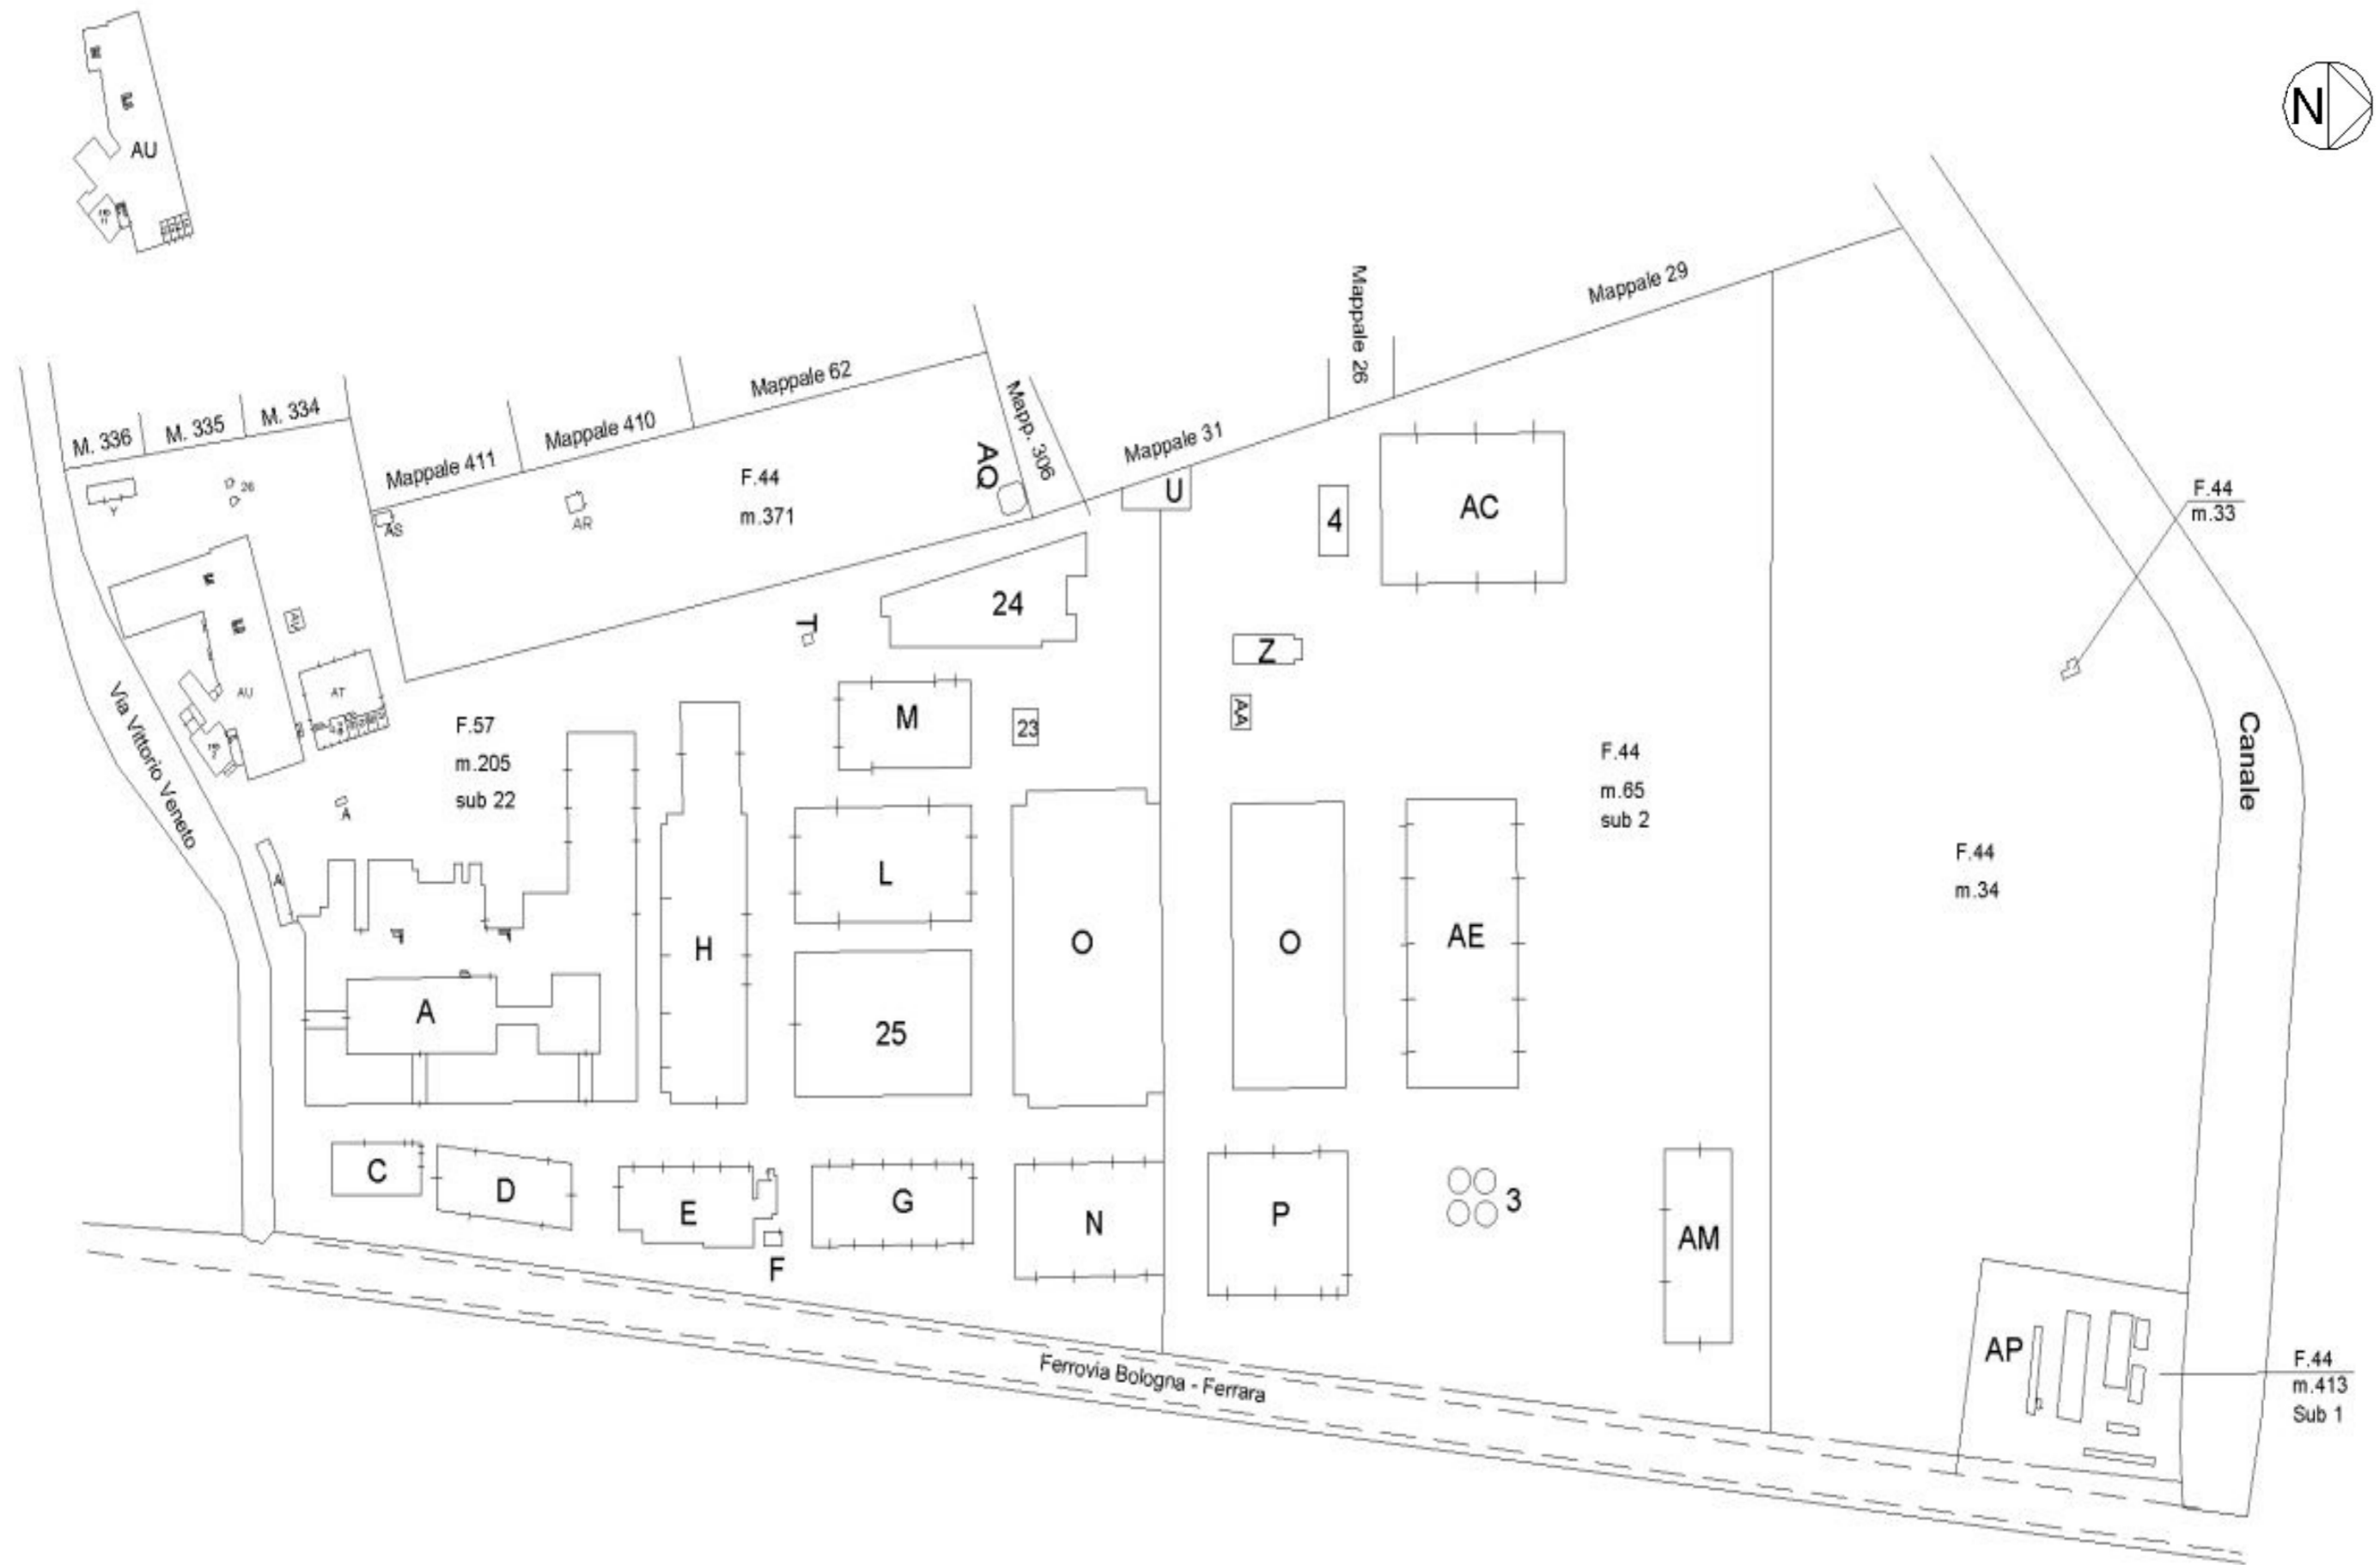 AU
N
Mappale 29
Mappale 26
Mappale 62
M. 334
M. 335
M. 336
Mappale 410
Mappale 411
Mapp. 306
Mappale 31
F.44
m.371
AQ
U
4
AC
F.44
m.33
Y
26
AS
AR
24
T
Z
AA
AV
AU
AT
M
23
F.57
m.205
sub 22
F.44
m.65
sub 2
Via Vittorio Veneto
Canale
A
A
L
H
O
O
AE
F.44
m.34
A
25
C
D
E
F
G
N
P
3
AM
Ferrovia Bologna - Ferrara
AP
F.44
m.413
Sub 1